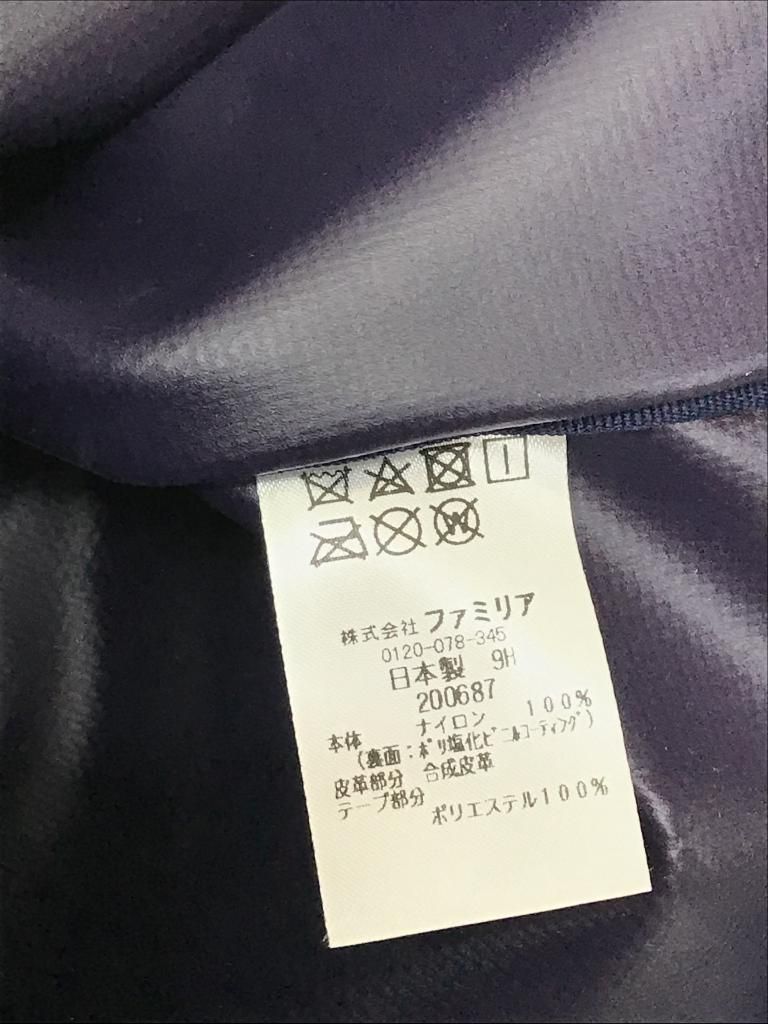 W
株式会社 ファミリア
0120-078-345
日本製 9H
200687
本体 ナイロン 100%
(裏面:ポリ塩化ビニルコーティング)
皮革部分 合成皮革
テープ部分
ポリエステル100%